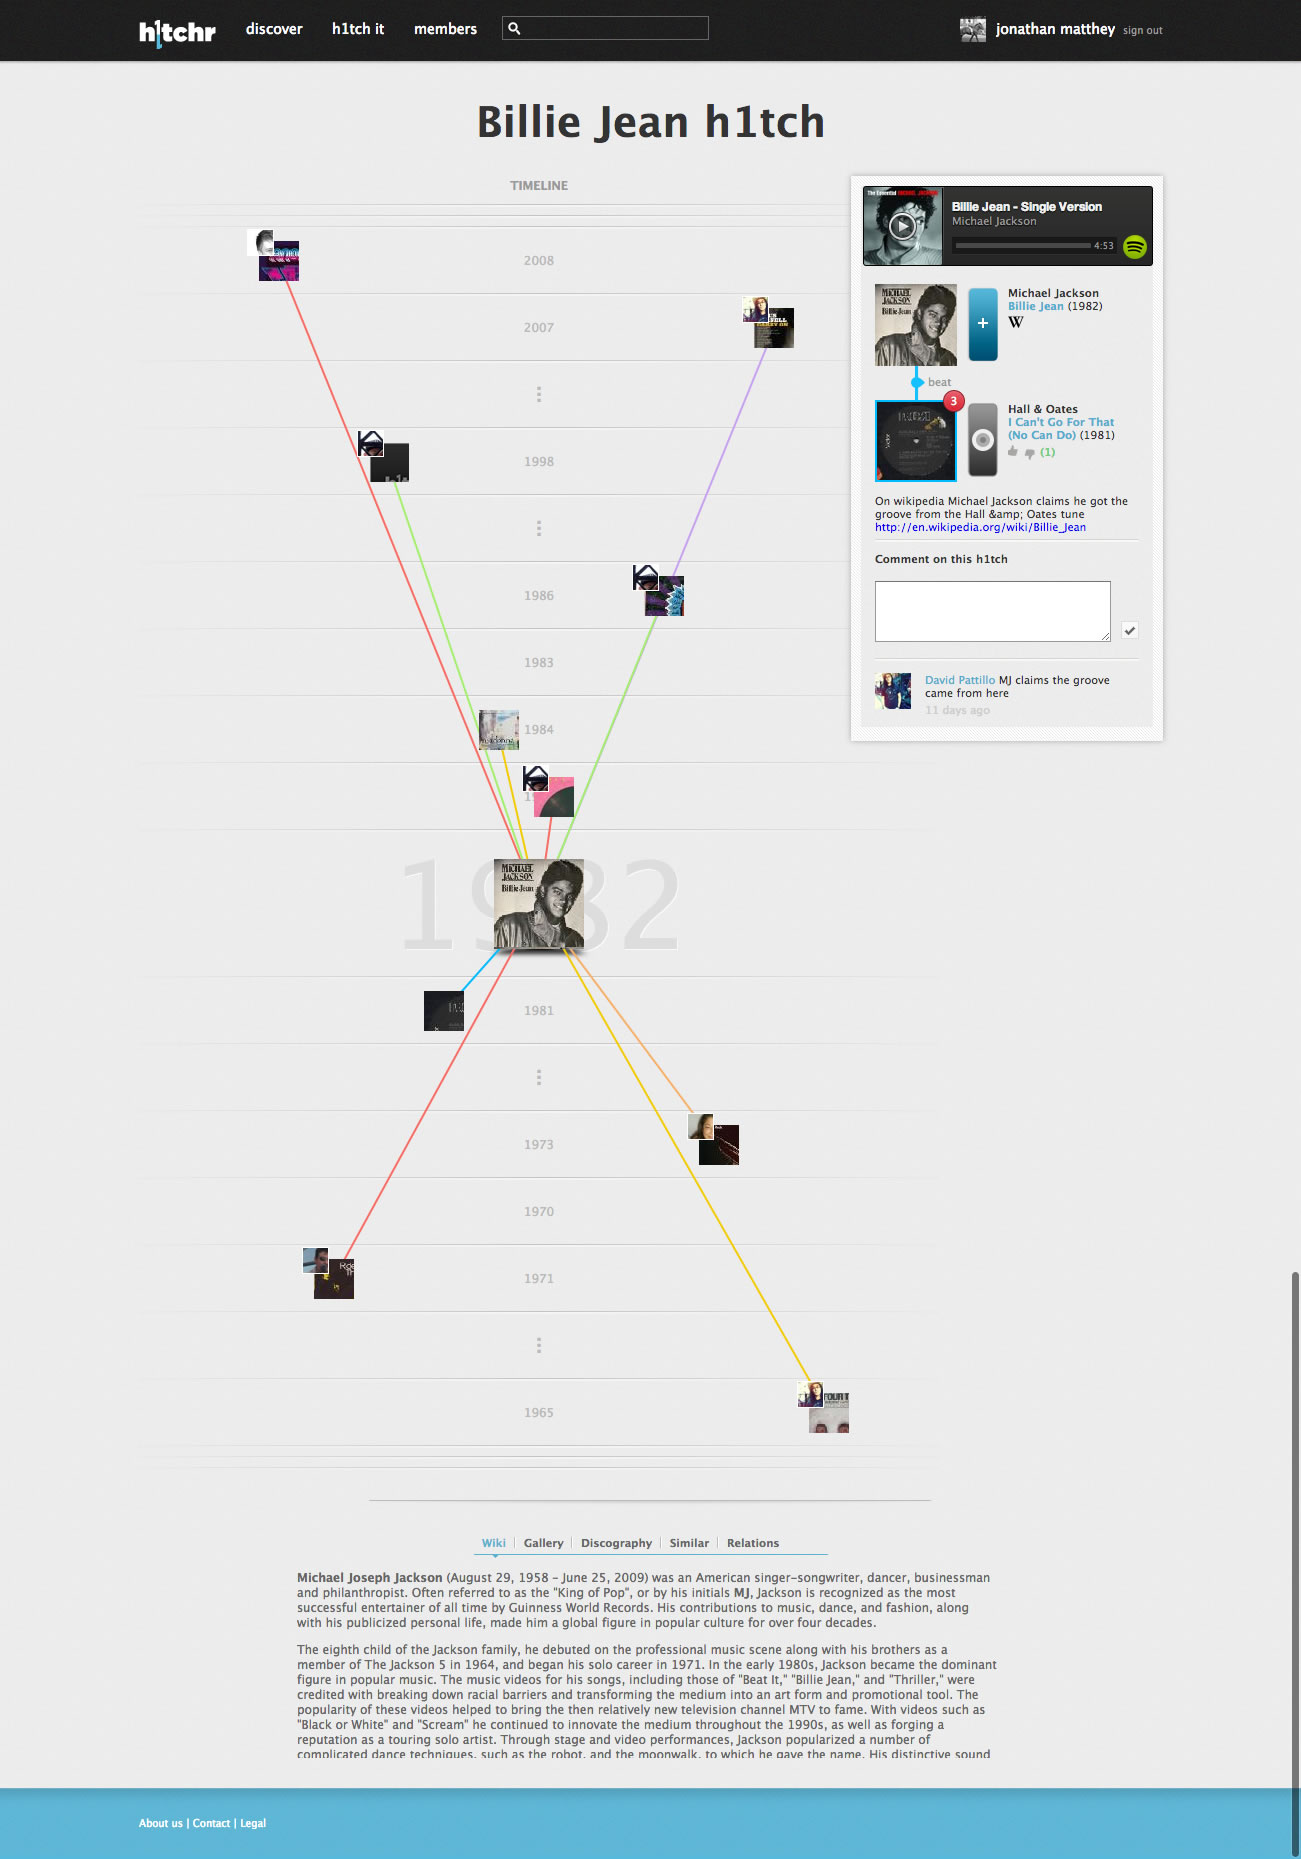 h1tchr
discover
h1tch it
members
jonathan matthey
sign out
Billie Jean h1tch
TIMELINE
2008
2007
1998
1986
1983
1984
1982
1981
1973
1970
1971
1965
MICHAEL
JACKSON
Billie Jean
The Essential MICHAEL JACKSON
Billie Jean - Single Version
Michael Jackson
4:53
MICHAEL
JACKSON
Billie Jean
+
Michael Jackson
Billie Jean (1982)
W
beat
3
Hall & Oates
I Can't Go For That
(No Can Do) (1981)
(1)
On wikipedia Michael Jackson claims he got the
groove from the Hall &amp; Oates tune
http://en.wikipedia.org/wiki/Billie_Jean
Comment on this h1tch
David Pattillo MJ claims the groove
came from here
11 days ago
Wiki | Gallery | Discography | Similar | Relations
Michael Joseph Jackson (August 29, 1958 – June 25, 2009) was an American singer-songwriter, dancer, businessman
and philanthropist. Often referred to as the "King of Pop", or by his initials MJ, Jackson is recognized as the most
successful entertainer of all time by Guinness World Records. His contributions to music, dance, and fashion, along
with his publicized personal life, made him a global figure in popular culture for over four decades.
The eighth child of the Jackson family, he debuted on the professional music scene along with his brothers as a
member of The Jackson 5 in 1964, and began his solo career in 1971. In the early 1980s, Jackson became the dominant
figure in popular music. The music videos for his songs, including those of "Beat It," "Billie Jean," and "Thriller," were
credited with breaking down racial barriers and transforming the medium into an art form and promotional tool. The
popularity of these videos helped to bring the then relatively new television channel MTV to fame. With videos such as
"Black or White" and "Scream" he continued to innovate the medium throughout the 1990s, as well as forging a
reputation as a touring solo artist. Through stage and video performances, Jackson popularized a number of
complicated dance techniques, such as the robot, and the moonwalk, to which he gave the name. His distinctive sound
About us | Contact | Legal